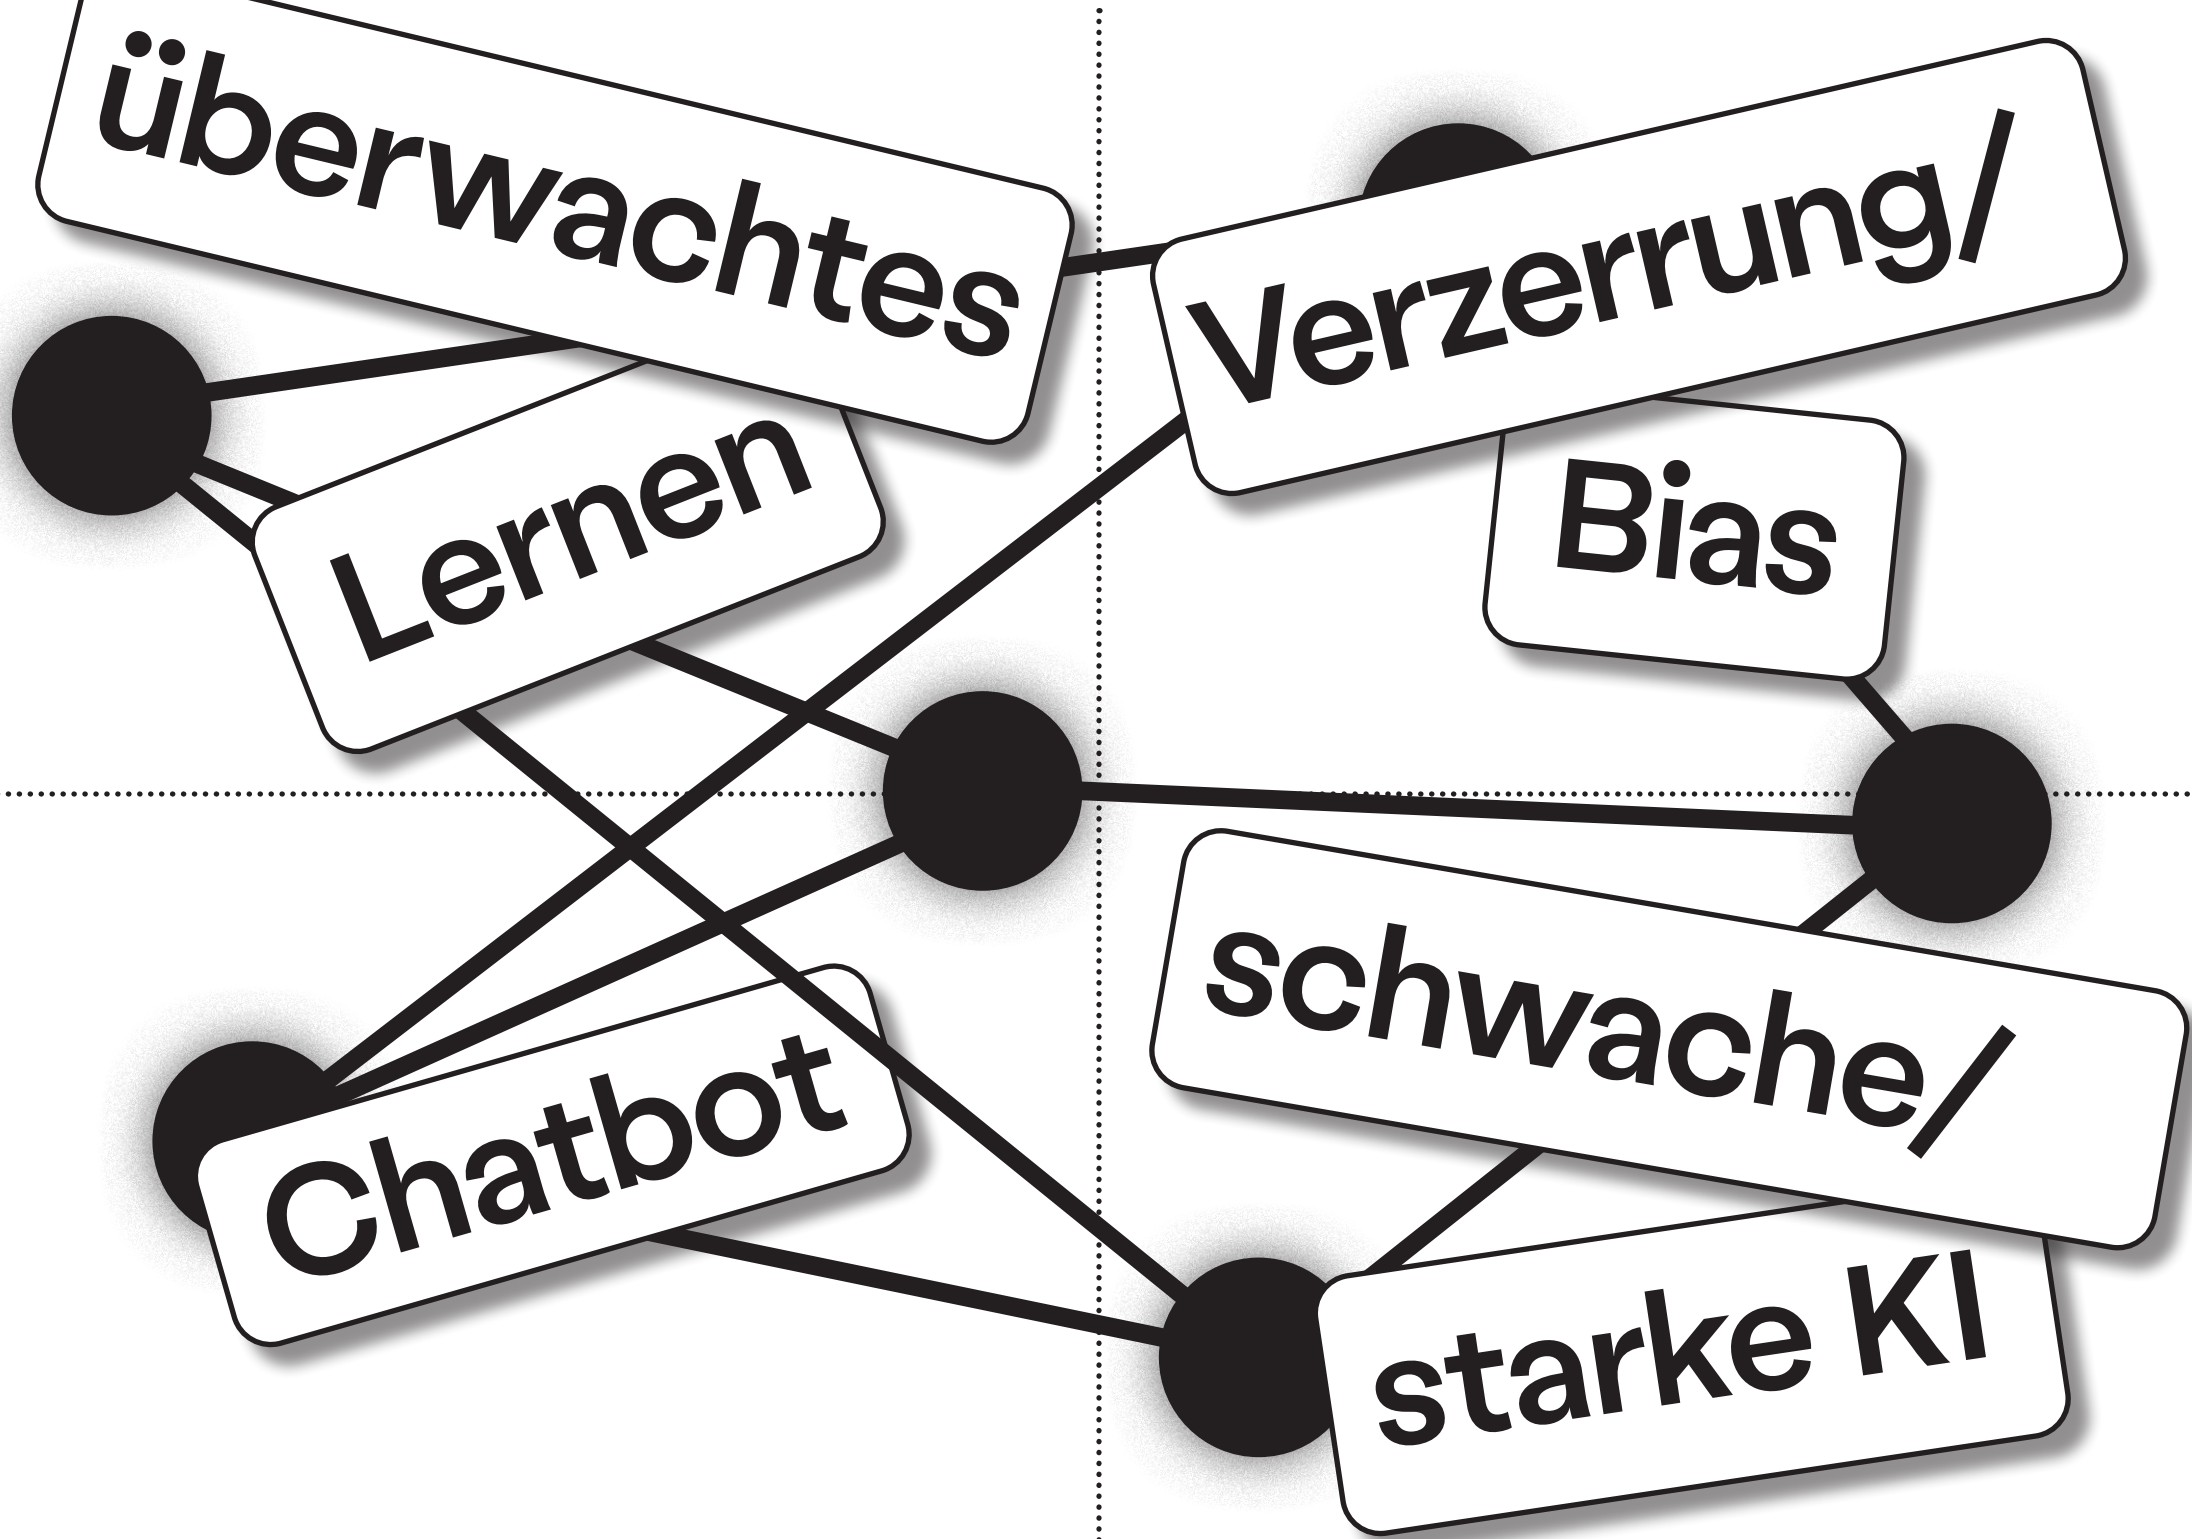 überwachtes
Lernen
Verzerrung/
Bias
Chatbot
schwache/
starke KI